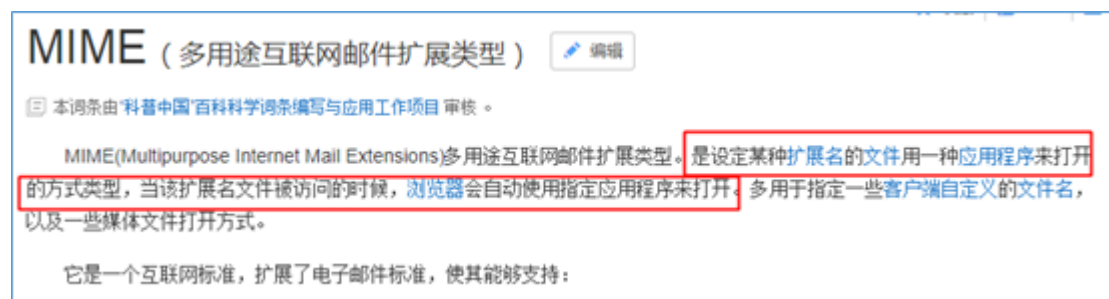 MIME（多用途互联网邮件扩展类型） 编辑
本词条由“科普中国”百科科学词条编写与应用工作项目 审核 。
MIME(Multipurpose Internet Mail Extensions)多用途互联网邮件扩展类型。是设定某种扩展名的文件用一种应用程序来打开
的方式类型，当该扩展名文件被访问的时候，浏览器会自动使用指定应用程序来打开。多用于指定一些客户端自定义的文件名，
以及一些媒体文件打开方式。
它是一个互联网标准，扩展了电子邮件标准，使其能够支持：